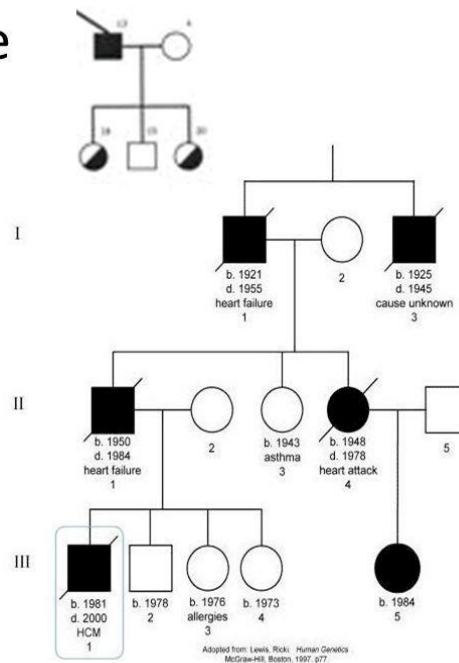 e
I
b. 1921
d. 1955
heart failure
1
2
b. 1925
d. 1945
cause unknown
3
II
b. 1950
d. 1984
heart failure
1
2
b. 1943
asthma
3
b. 1948
d. 1978
heart attack
4
5
III
b. 1981
d. 2000
HCM
1
b. 1978
2
b. 1976
allergies
3
b. 1973
4
b. 1984
5
Adopted from: Lewis, Ricki. Human Genetics
McGraw-Hill, Boston, 1997. p77.